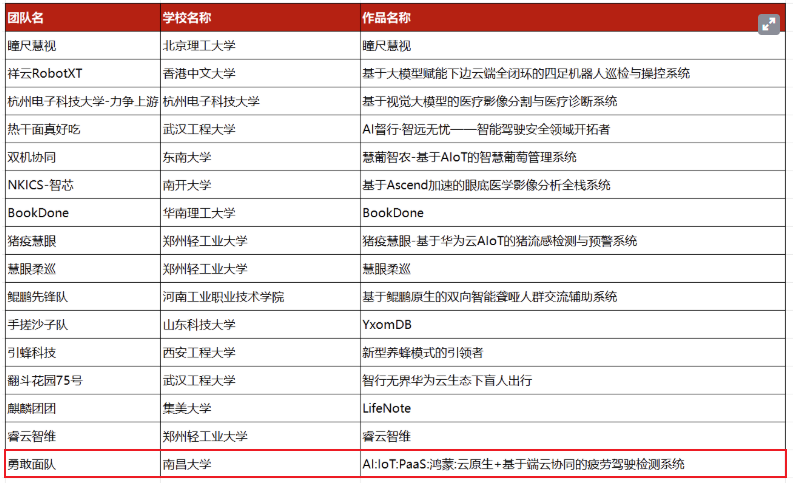 团队名 学校名称 作品名称
瞳尺慧视 北京理工大学 瞳尺慧视
祥云RobotXT 香港中文大学 基于大模型赋能下边云端全闭环的四足机器人巡检与操控系统
杭州电子科技大学-力争上游 杭州电子科技大学 基于视觉大模型的医疗影像分割与医疗诊断系统
热干面真好吃 武汉工程大学 AI督行·智远无忧——智能驾驶安全领域开拓者
双机协同 东南大学 慧葡智农-基于AIoT的智慧葡萄管理系统
NKICS-智芯 南开大学 基于Ascend加速的眼底医学影像分析全栈系统
BookDone 华南理工大学 BookDone
猪疫慧眼 郑州轻工业大学 猪疫慧眼-基于华为云AIoT的猪流感检测与预警系统
慧眼柔巡 郑州轻工业大学 慧眼柔巡
鲲鹏先锋队 河南工业职业技术学院 基于鲲鹏原生的双向智能聋哑人群交流辅助系统
手搓沙子队 山东科技大学 YxomDB
引蜂科技 西安工程大学 新型养蜂模式的引领者
翻斗花园75号 武汉工程大学 智行无界华为云生态下盲人出行
麒麟团团 集美大学 LifeNote
睿云智维 郑州轻工业大学 睿云智维
勇敢面队 南昌大学 AI:IoT:PaaS:鸿蒙:云原生+基于端云协同的疲劳驾驶检测系统